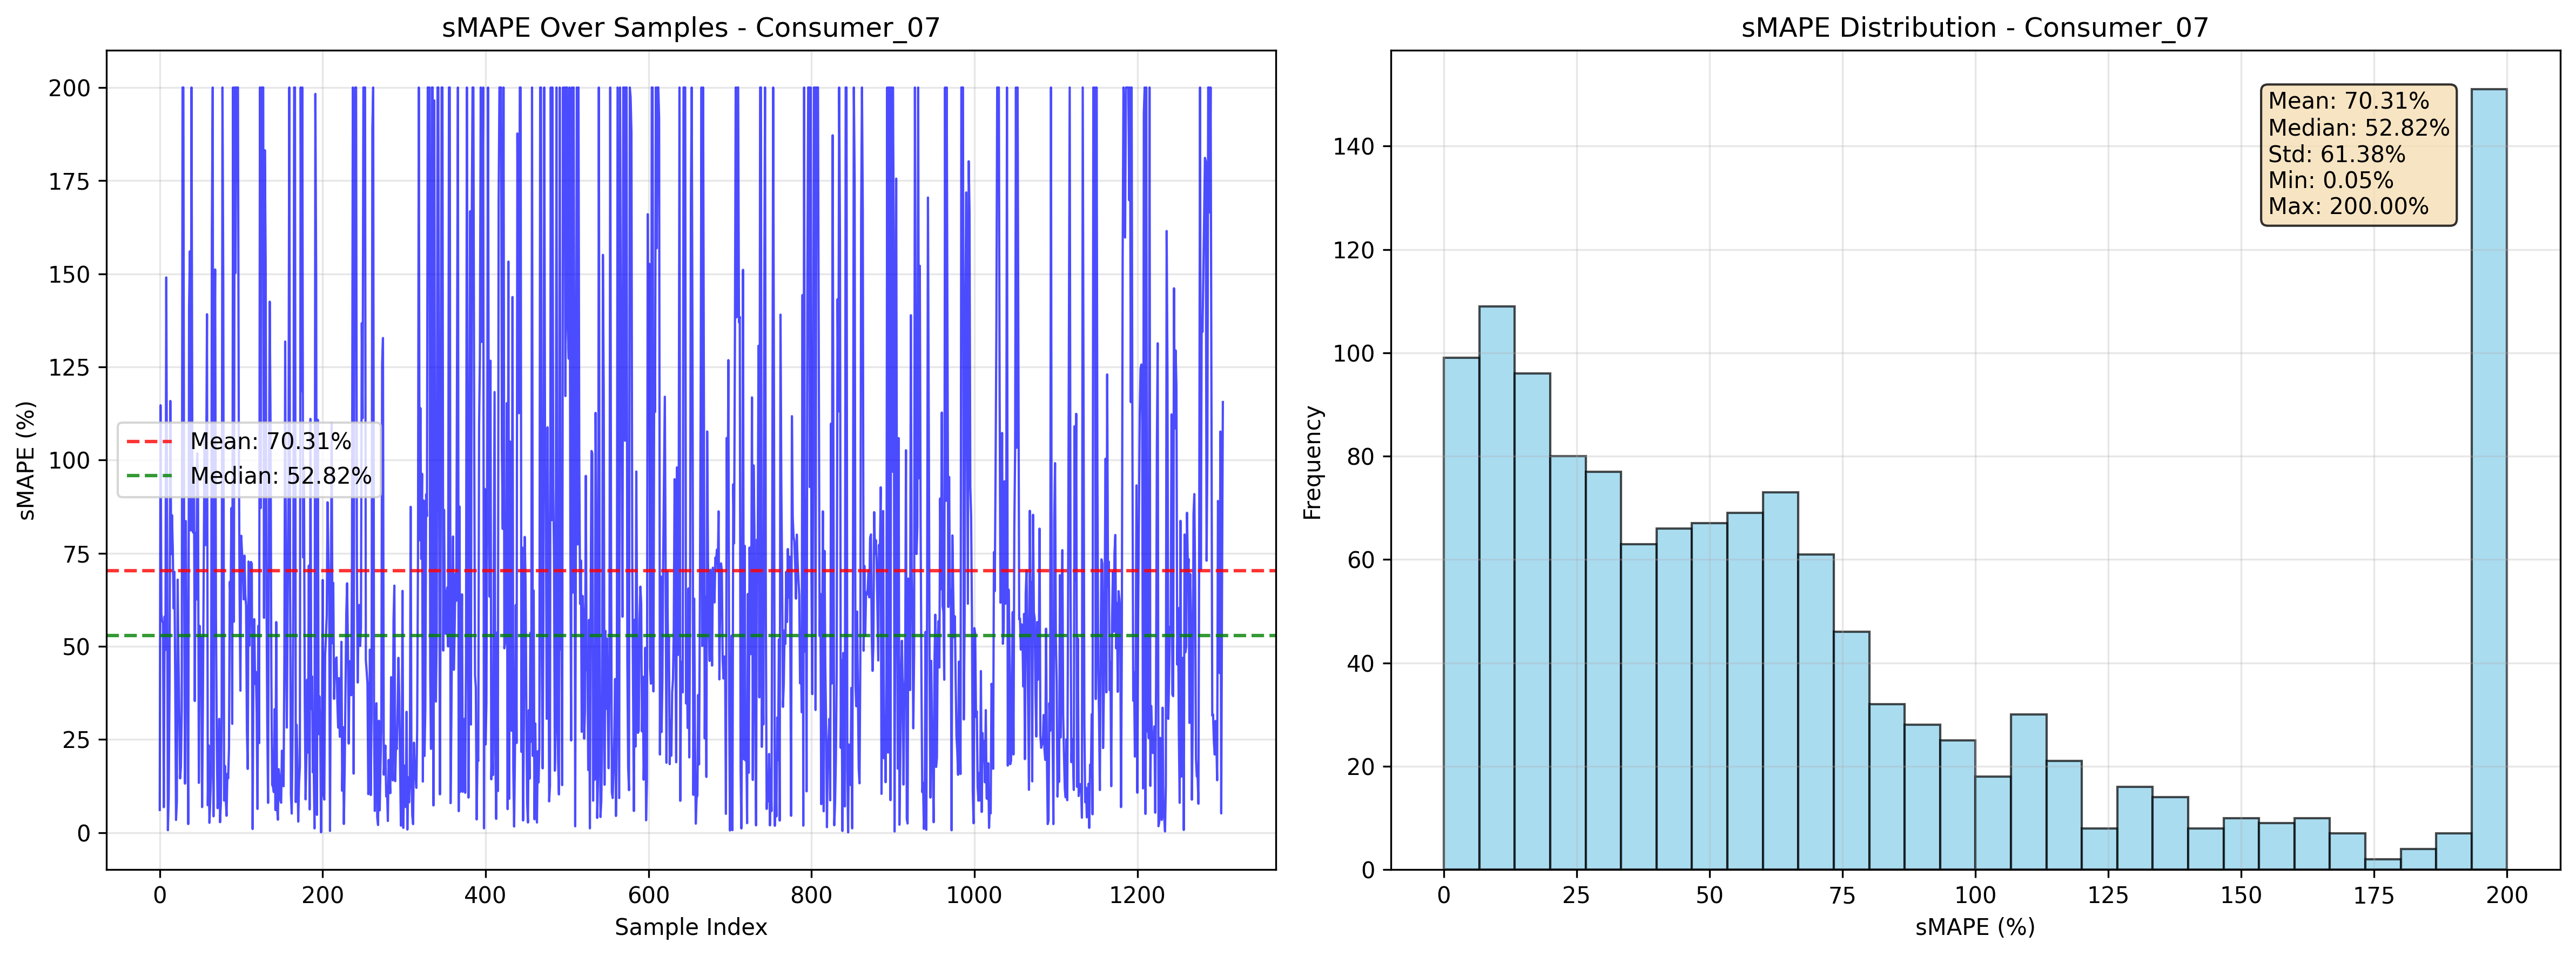 sMAPE Over Samples - Consumer_07
200
175
150
125
100
75
50
25
0
sMAPE (%)
Mean: 70.31%
Median: 52.82%
0 200 400 600 800 1000 1200
Sample Index
sMAPE Distribution - Consumer_07
140
120
100
80
60
40
20
0
Frequency
Mean: 70.31%
Median: 52.82%
Std: 61.38%
Min: 0.05%
Max: 200.00%
0 25 50 75 100 125 150 175 200
sMAPE (%)